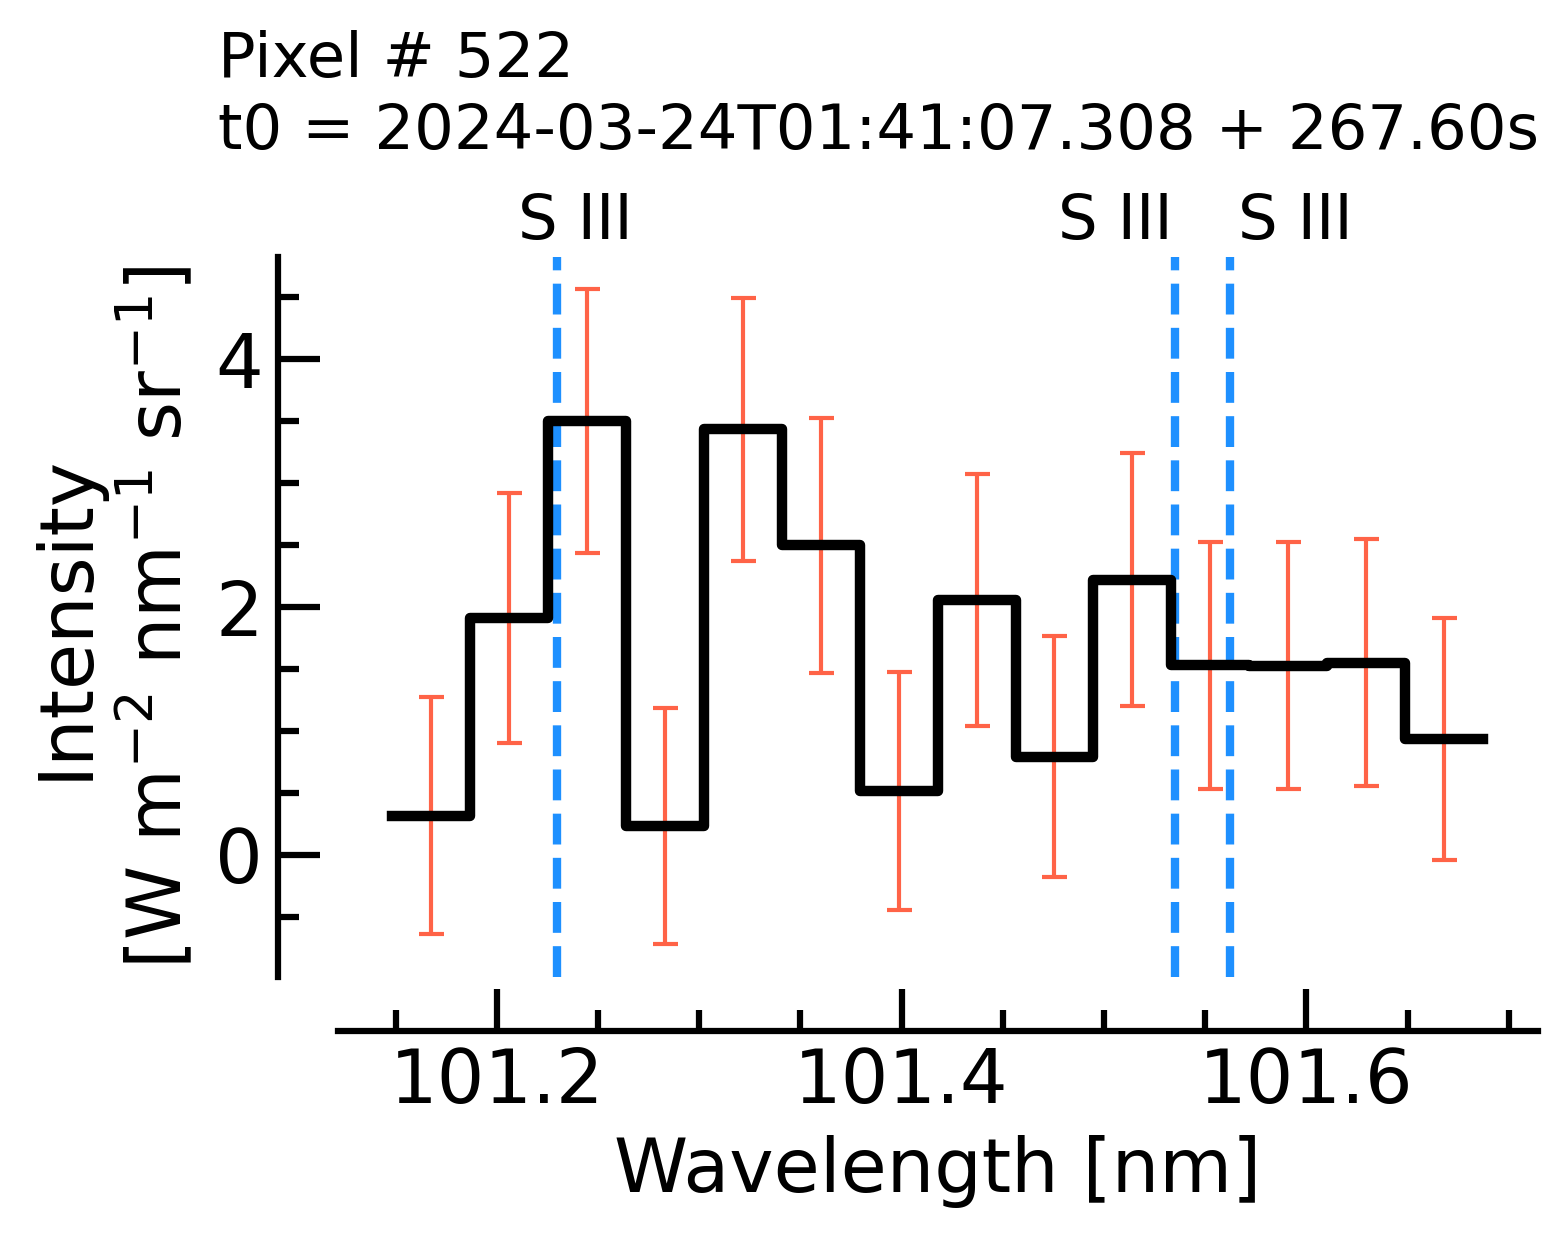 Pixel # 522
t0 = 2024-03-24T01:41:07.308 + 267.60s
S III S III S III
Intensity
[W m⁻² nm⁻¹ sr⁻¹]
4
2
0
101.2 101.4 101.6
Wavelength [nm]